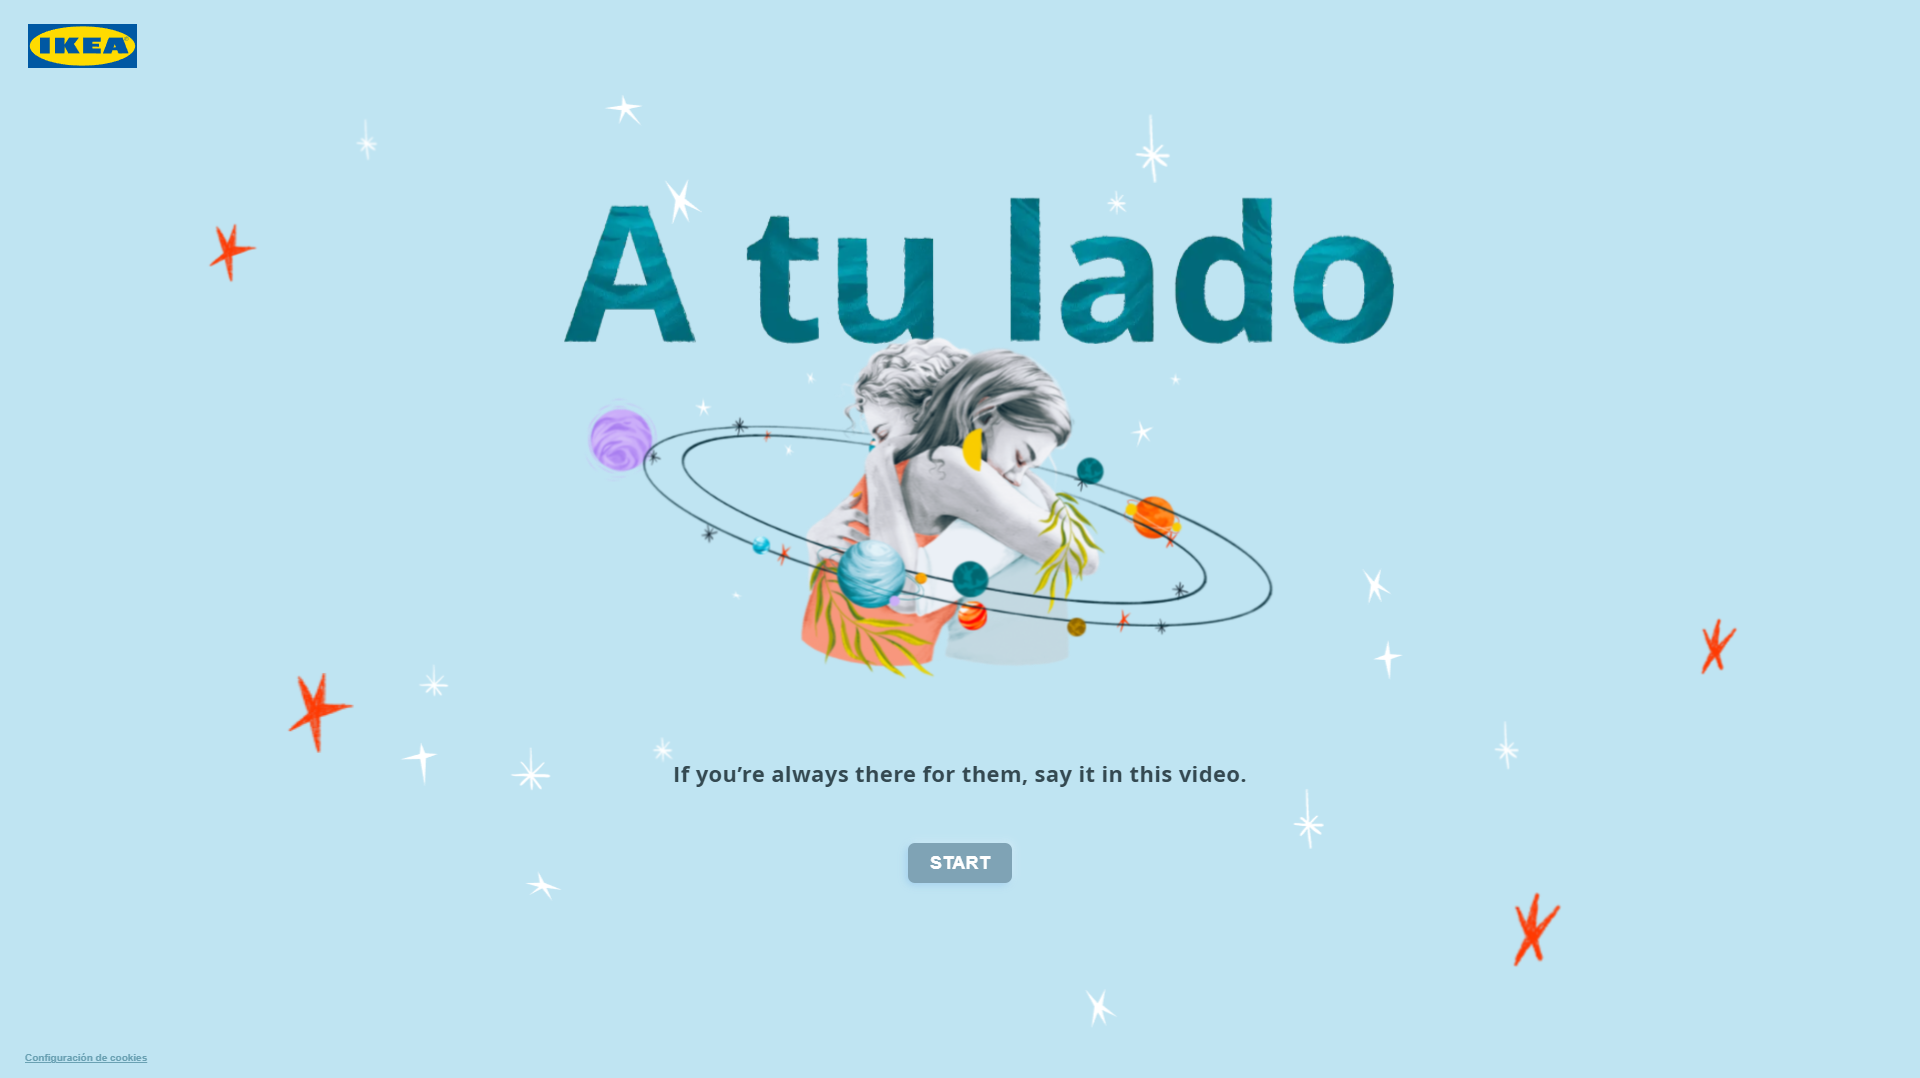 IKEA
A tu lado
If you’re always there for them, say it in this video.
START
Configuración de cookies